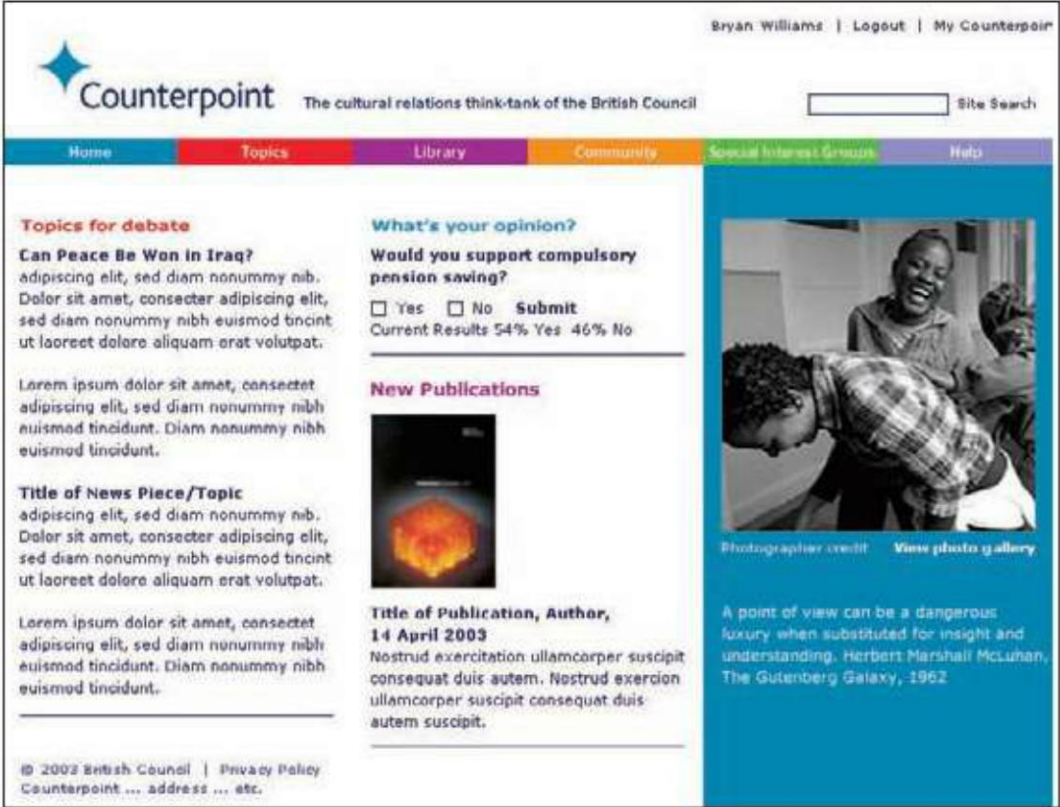 Bryan Williams | Logout | My Counterpoin
Counterpoint
The cultural relations think-tank of the British Council
Site Search
Home Topics Library Community Special Interest Groups Help
Topics for debate
Can Peace Be Won in Iraq?
adipiscing elit, sed diam nonummy nib.
Dolor sit amet, consecter adipiscing elit,
sed diam nonummy nibh euismod tincint
ut laoreet dolore aliquam erat volutpat.
Lorem ipsum dolor sit amet, consectet
adipiscing elit, sed diam nonummy nibh
euismod tincidunt. Diam nonummy nibh
euismod tincidunt.
Title of News Piece/Topic
adipiscing elit, sed diam nonummy nib.
Dolor sit amet, consecter adipiscing elit,
sed diam nonummy nibh euismod tincint
ut laoreet dolore aliquam erat volutpat.
Lorem ipsum dolor sit amet, consectet
adipiscing elit, sed diam nonummy nibh
euismod tincidunt. Diam nonummy nibh
euismod tincidunt.
© 2003 British Council | Privacy Policy
Counterpoint ... address ... etc.
What's your opinion?
Would you support compulsory
pension saving?
Yes No Submit
Current Results 54% Yes 46% No
New Publications
Title of Publication, Author,
14 April 2003
Nostrud exercitation ullamcorper suscipit
consequat duis autem. Nostrud exercion
ullamcorper suscipit consequat duis
autem suscipit.
Photographer credit View photo gallery
A point of view can be a dangerous
luxury when substituted for insight and
understanding. Herbert Marshall McLuhan,
The Gutenberg Galaxy, 1962